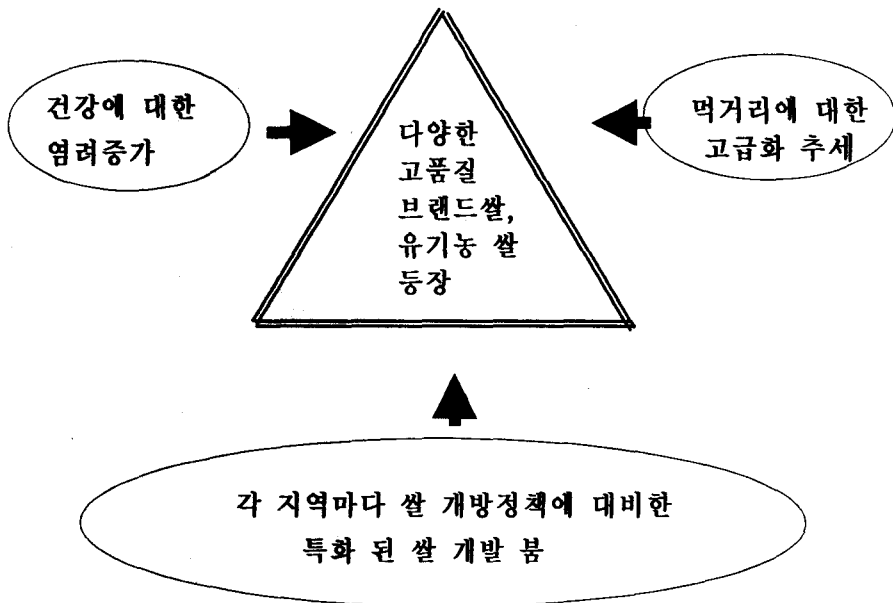 건강에 대한
염려증가
다양한
고품질
브랜드쌀,
유기농 쌀
등장
먹거리에 대한
고급화 추세
각 지역마다 쌀 개방정책에 대비한
특화 된 쌀 개발 붐